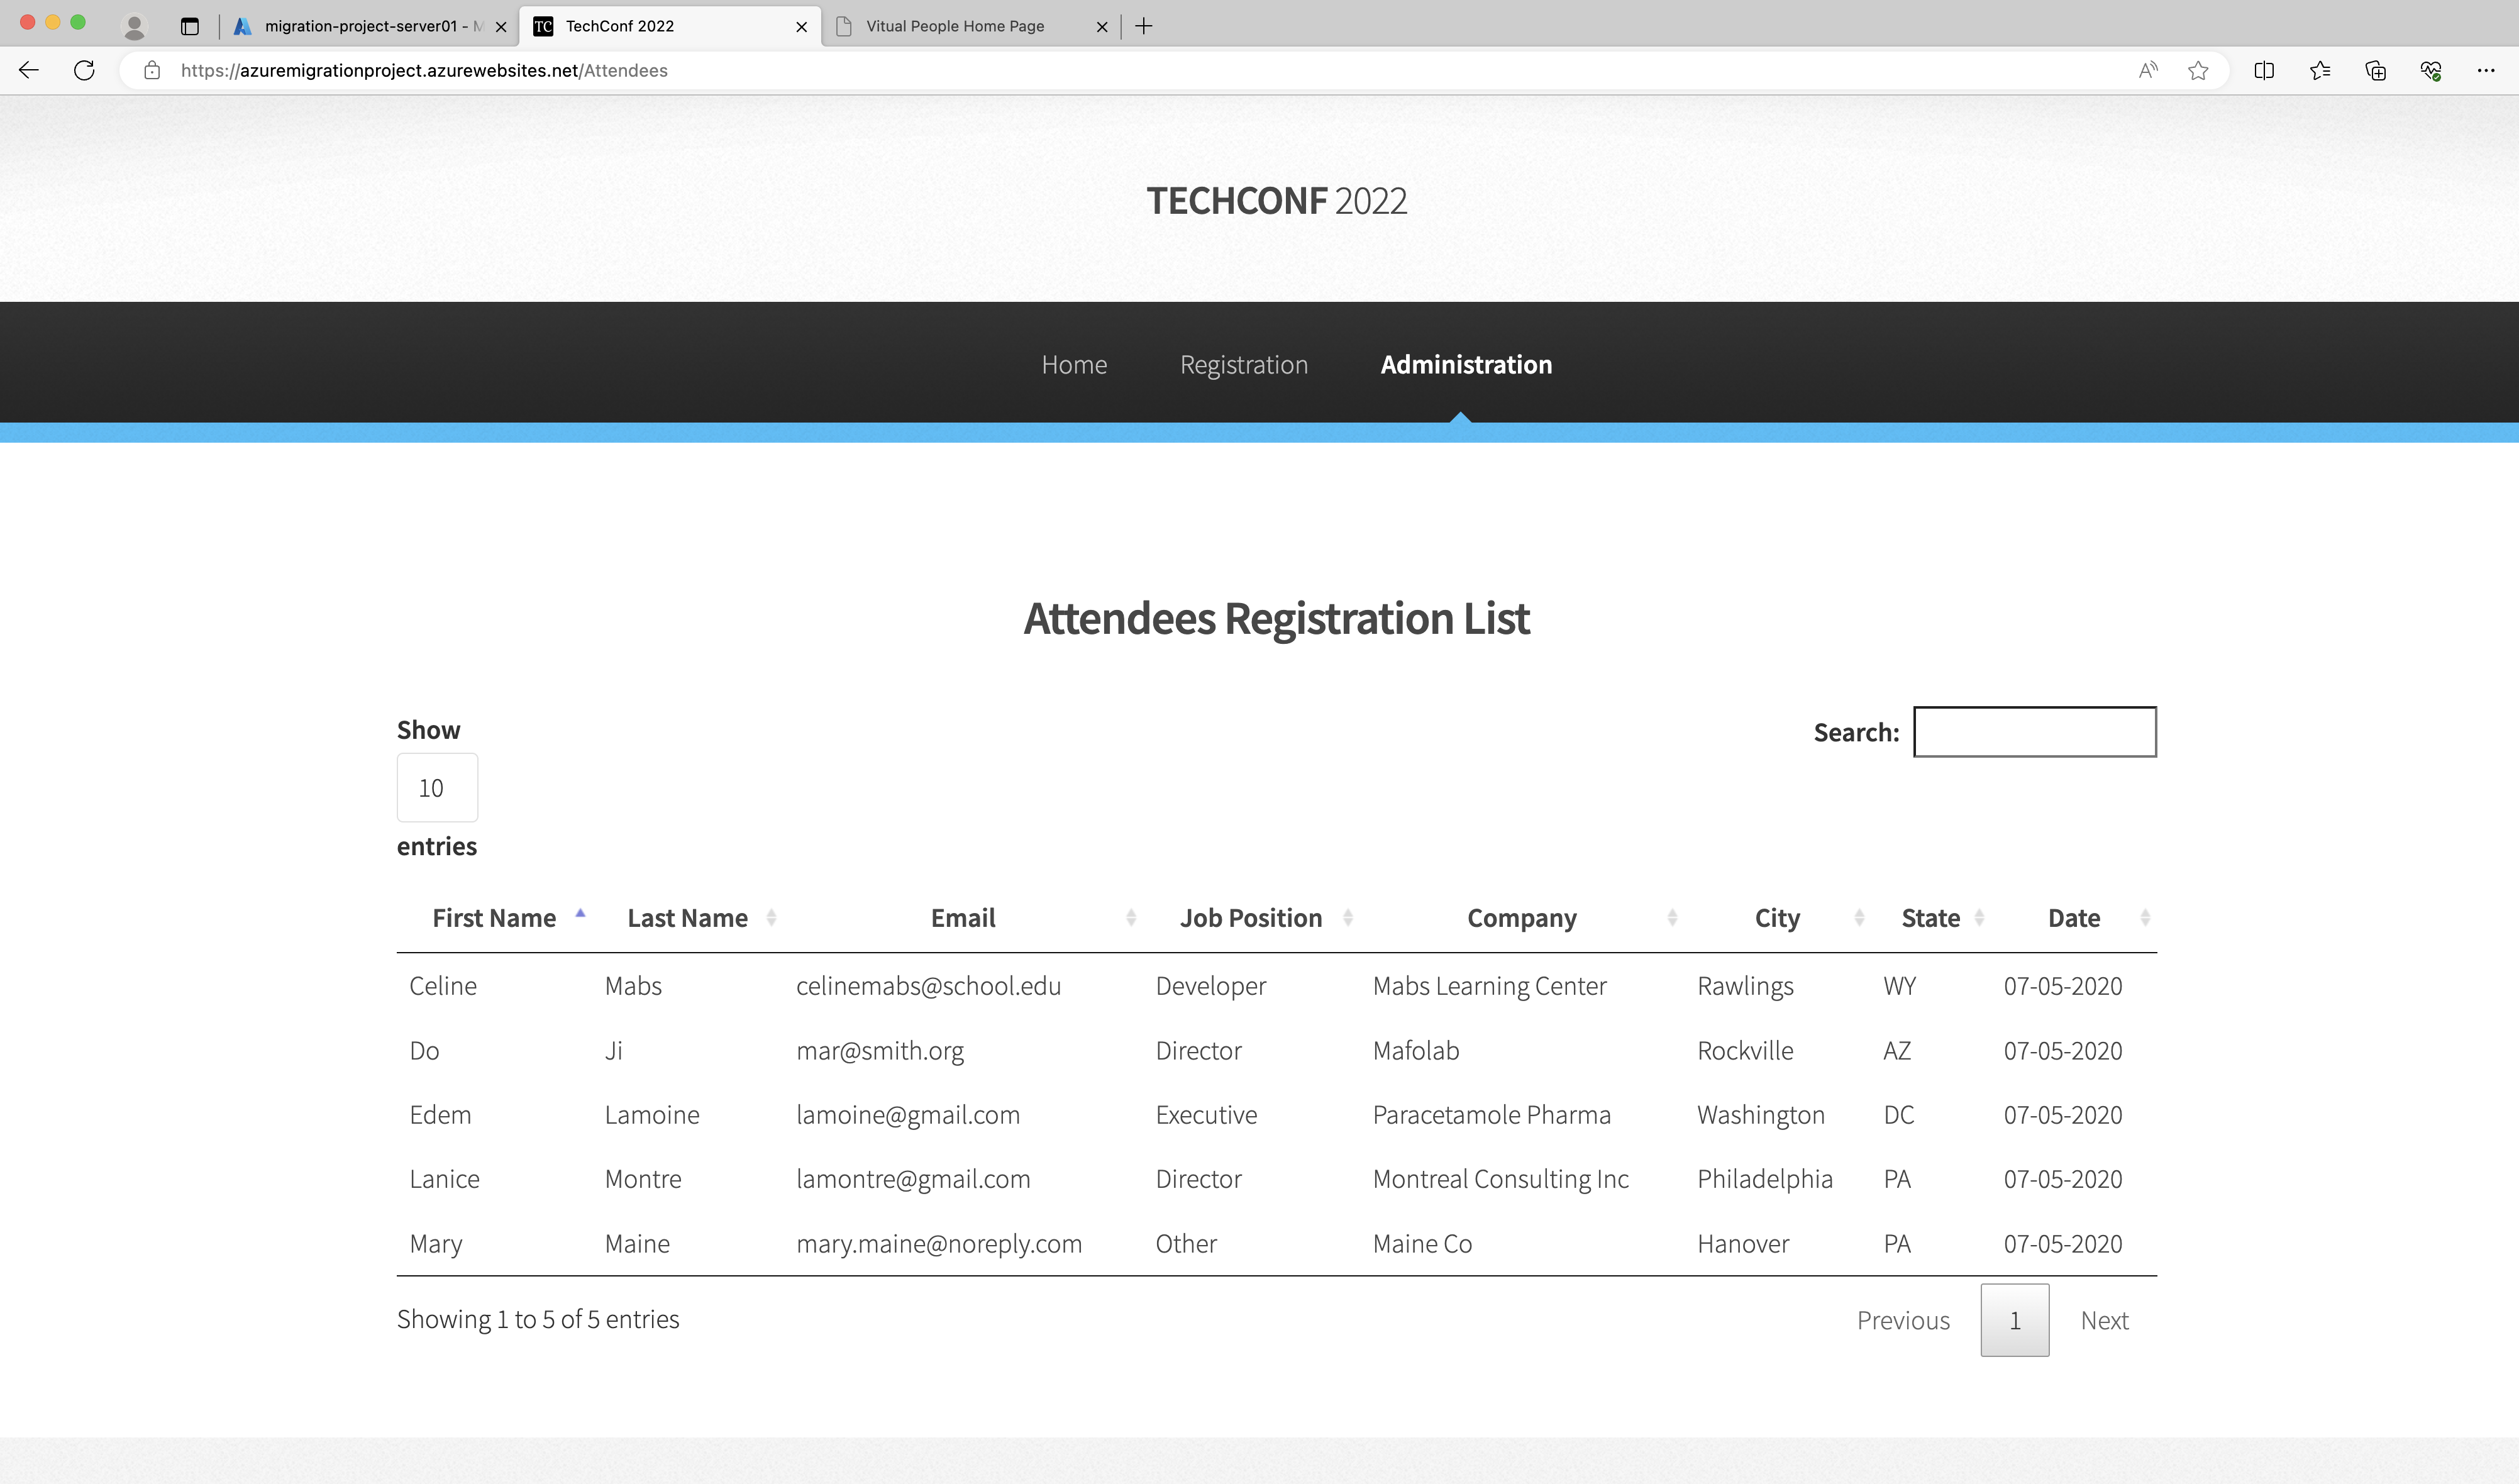 migration-project-server01 - M
TC TechConf 2022
Vitual People Home Page
https://azuremigrationproject.azurewebsites.net/Attendees
TECHCONF 2022
Home Registration Administration
Attendees Registration List
Show
10
entries
Search:
First Name Last Name Email Job Position Company City State Date
Celine Mabs celinemabs@school.edu Developer Mabs Learning Center Rawlings WY 07-05-2020
Do Ji mar@smith.org Director Mafolab Rockville AZ 07-05-2020
Edem Lamoine lamoine@gmail.com Executive Paracetamole Pharma Washington DC 07-05-2020
Lanice Montre lamontre@gmail.com Director Montreal Consulting Inc Philadelphia PA 07-05-2020
Mary Maine mary.maine@noreply.com Other Maine Co Hanover PA 07-05-2020
Showing 1 to 5 of 5 entries
Previous 1 Next